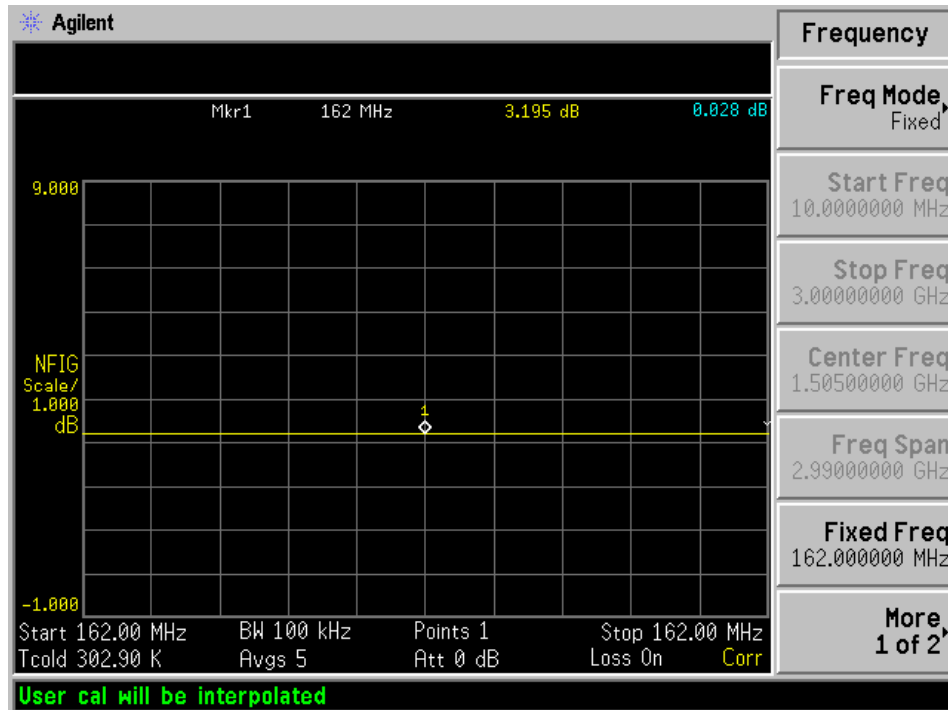 Agilent
Mkr1 162 MHz 3.195 dB 0.028 dB
9.000
NFIG
Scale/
1.000
dB
1
-1.000
Start 162.00 MHz BW 100 kHz Points 1 Stop 162.00 MHz
Tcold 302.90 K Avgs 5 Att 0 dB Loss On Corr
User cal will be interpolated
Frequency
Freq Mode
Fixed
Start Freq
10.0000000 MHz
Stop Freq
3.00000000 GHz
Center Freq
1.50500000 GHz
Freq Span
2.99000000 GHz
Fixed Freq
162.000000 MHz
More
1 of 2